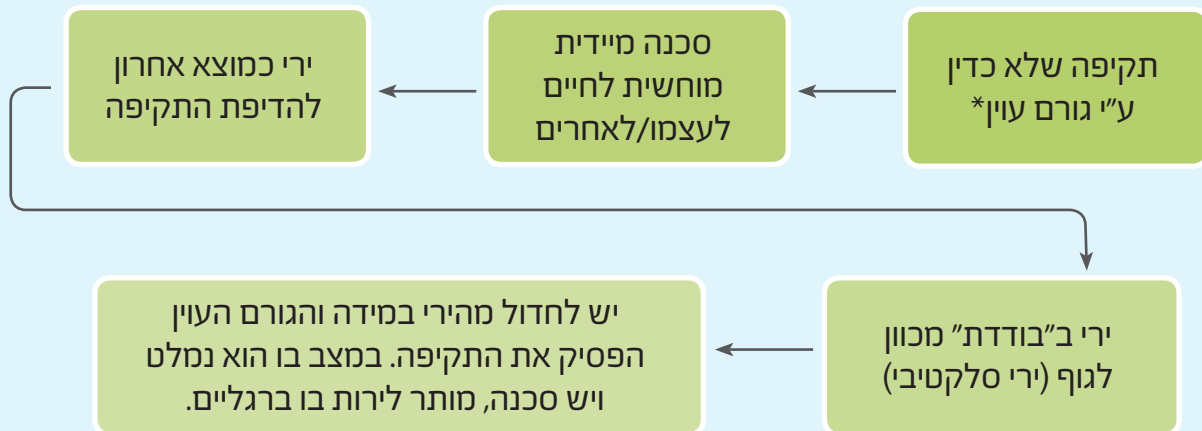 תקיפה שלא כדין
ע״י גורם עוין*
סכנה מיידית
מוחשית לחיים
לעצמו/לאחרים
ירי כמוצא אחרון
להדיפת התקיפה
ירי ב״בודדת״ מכוון
לגוף (ירי סלקטיבי)
יש לחדול מהירי במידה והגורם העוין
הפסיק את התקיפה. במצב בו הוא נמלט
ויש סכנה, מותר לירות בו ברגליים.